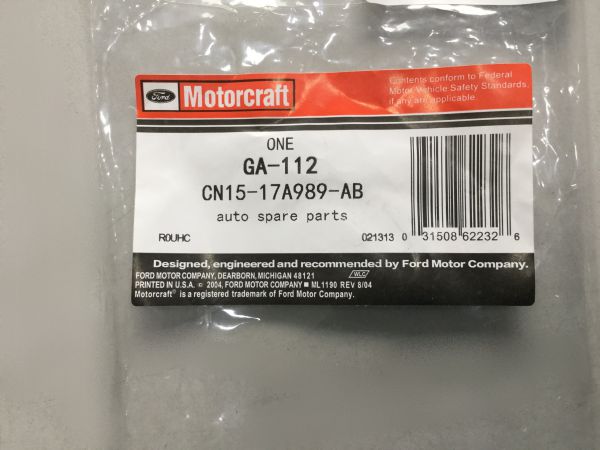 Ford Motorcraft
Contents conform to Federal
Motor Vehicle Safety Standards,
if any are applicable.
ONE
GA-112
CN15-17A989-AB
auto spare parts
R0UHC
021313 0 31508 62232 6
Designed, engineered and recommended by Ford Motor Company.
FORD MOTOR COMPANY, DEARBORN, MICHIGAN 48121 WLC
PRINTED IN U.S.A. © 2004, FORD MOTOR COMPANY ■ ML1190 REV 8/04
Motorcraft® is a registered trademark of Ford Motor Company.